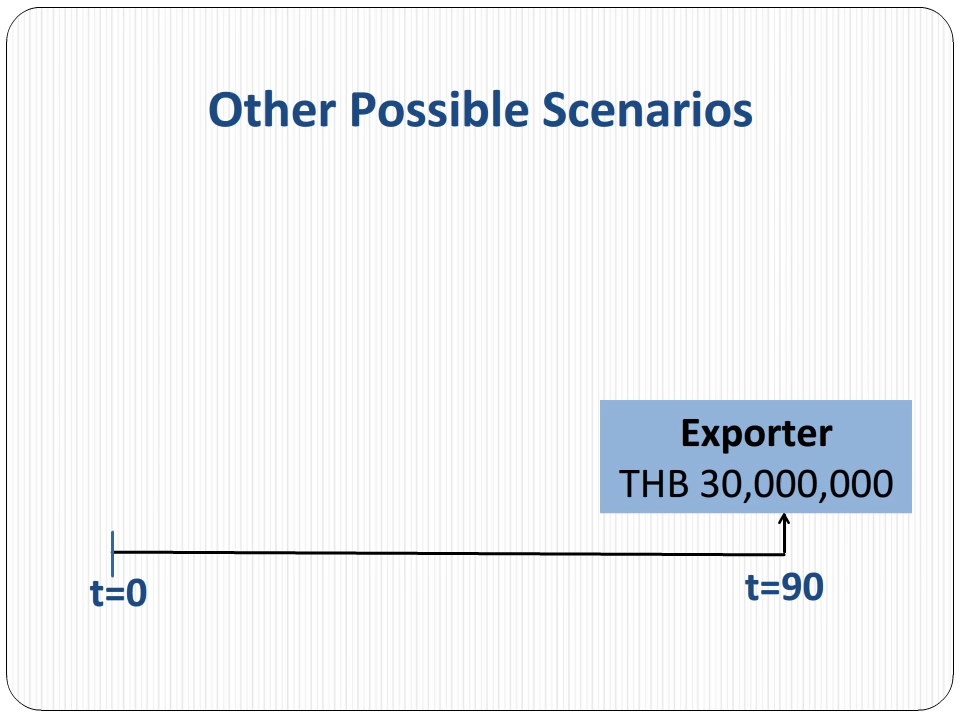 Other Possible Scenarios
Exporter
THB 30,000,000
t=0
t=90